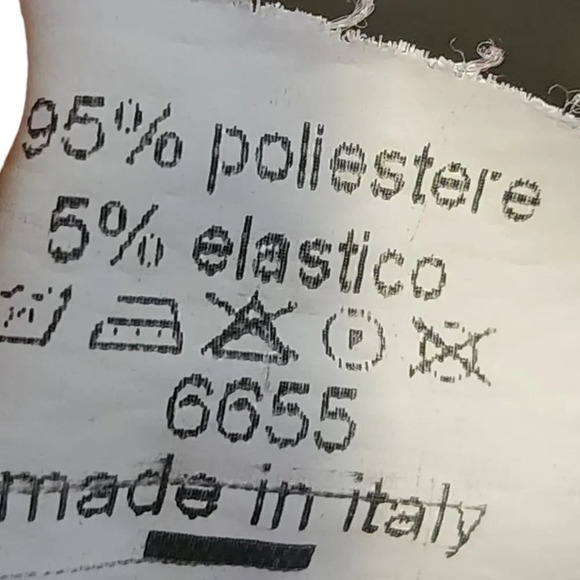 95% poliestere
5% elastico
P
6655
made in italy